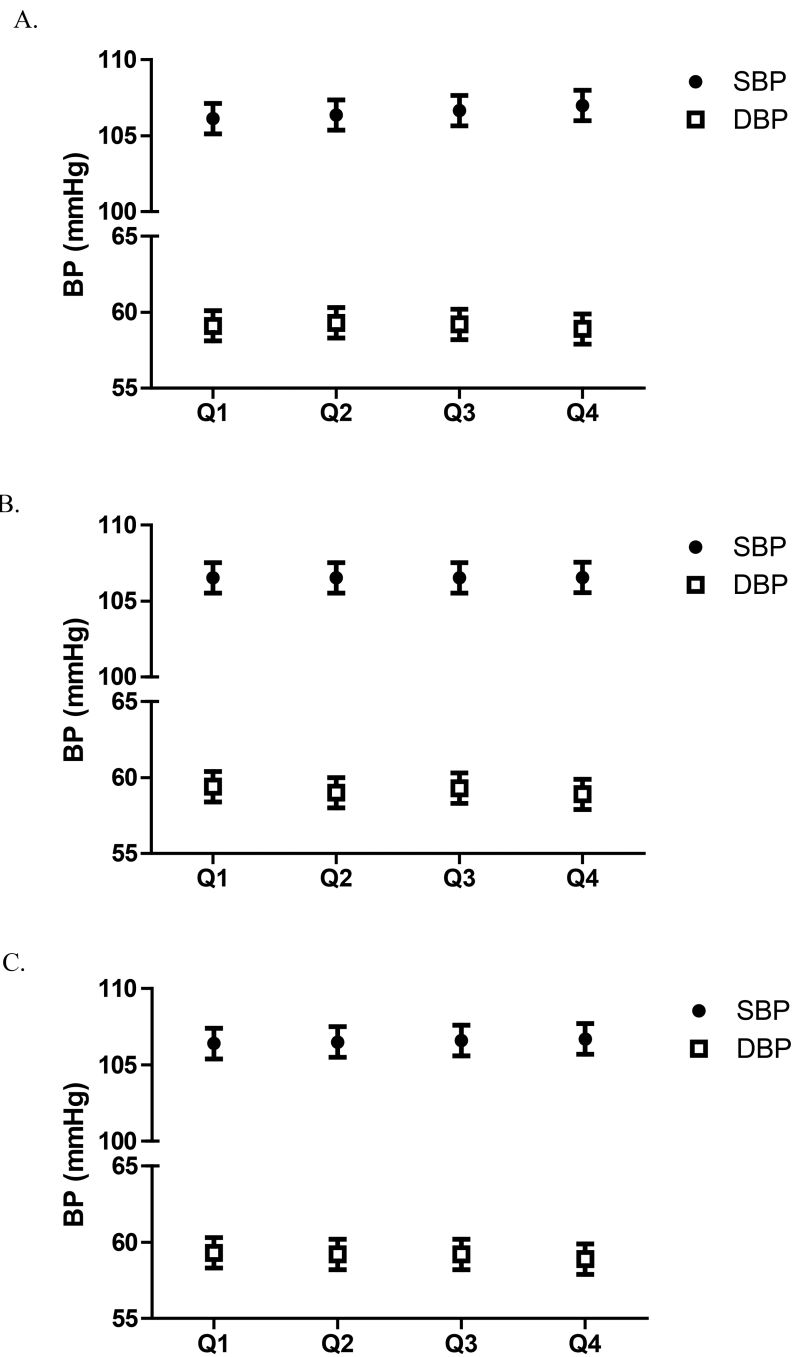 A.
110
105
100
65
60
55
BP (mmHg)
Q1 Q2 Q3 Q4
SBP
DBP
B.
110
105
100
65
60
55
BP (mmHg)
Q1 Q2 Q3 Q4
SBP
DBP
C.
110
105
100
65
60
55
BP (mmHg)
Q1 Q2 Q3 Q4
SBP
DBP